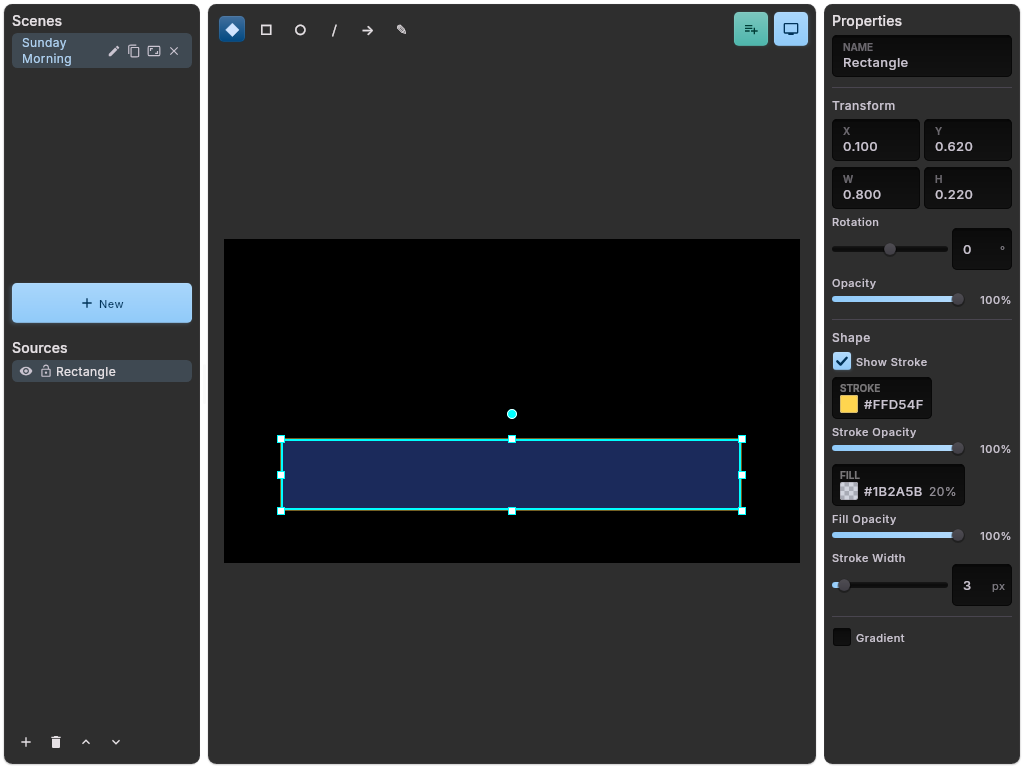 Scenes
Sunday
Morning
New
Sources
Rectangle
Properties
NAME
Rectangle
Transform
X
0.100
Y
0.620
W
0.800
H
0.220
Rotation
0 °
Opacity
100%
Shape
Show Stroke
STROKE
#FFD54F
Stroke Opacity
100%
FILL
#1B2A5B 20%
Fill Opacity
100%
Stroke Width
3 px
Gradient